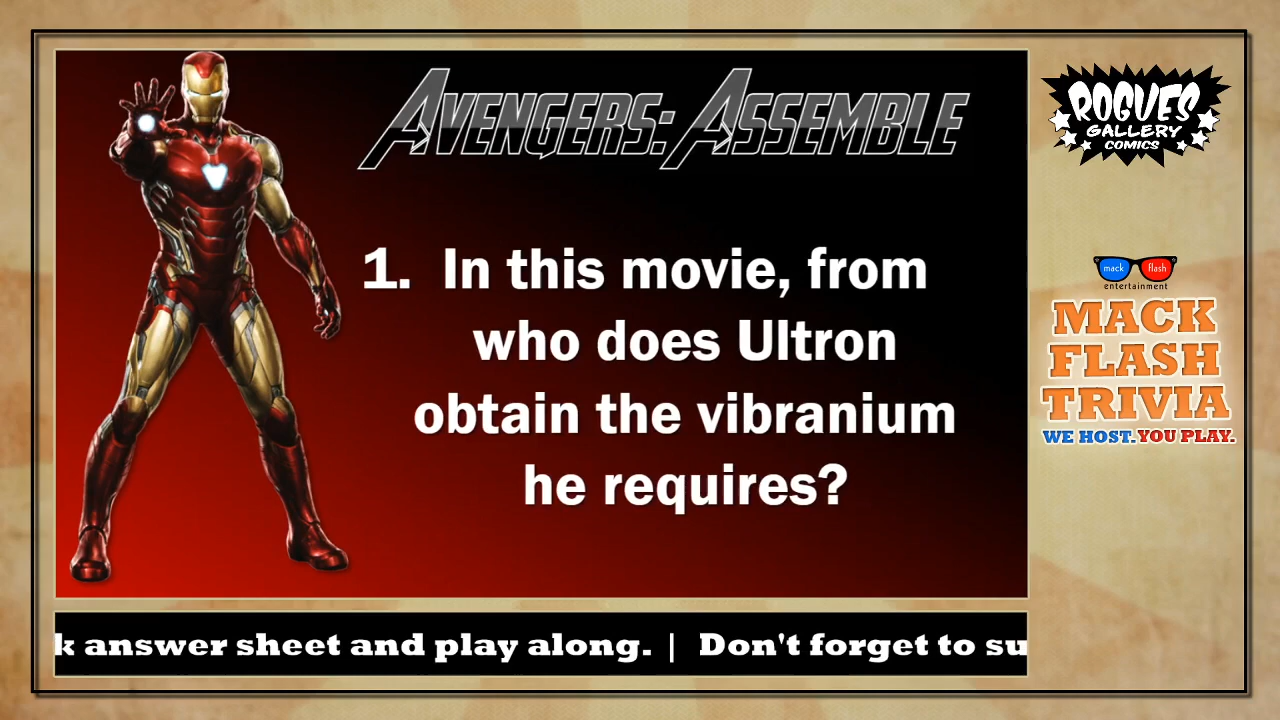 AVENGERS: ASSEMBLE
1. In this movie, from
who does Ultron
obtain the vibranium
he requires?
ROGUES
GALLERY
COMICS
mack flash
entertainment
MACK
FLASH
TRIVIA
WE HOST. YOU PLAY.
k answer sheet and play along. | Don't forget to su